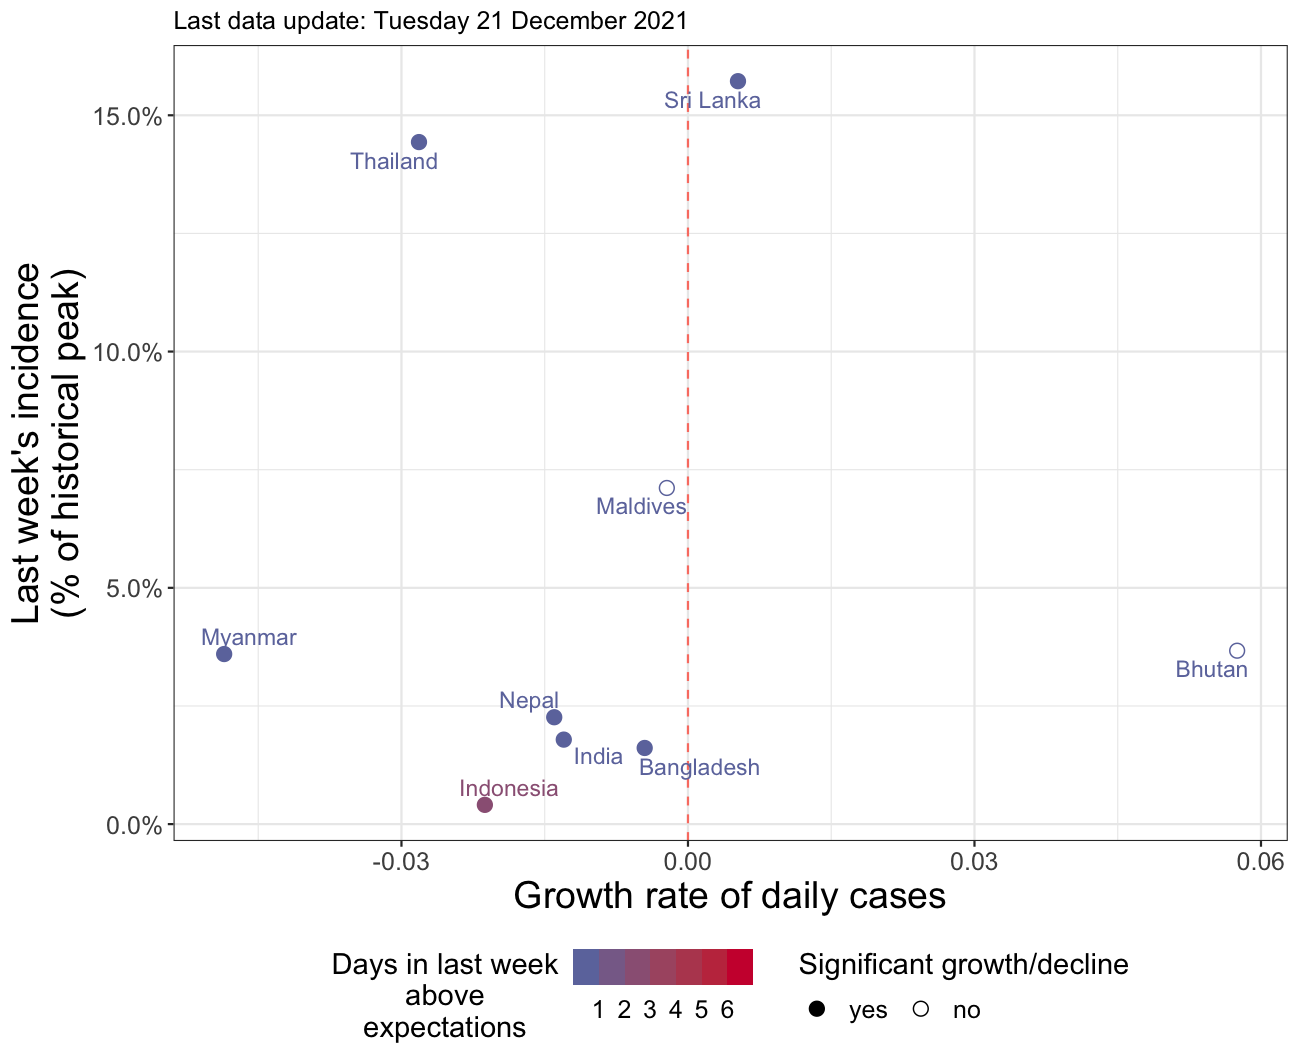 Last data update: Tuesday 21 December 2021
Last week's incidence
(% of historical peak)
15.0%
10.0%
5.0%
0.0%
Sri Lanka
Thailand
Maldives
Myanmar
Bhutan
Nepal
India
Bangladesh
Indonesia
-0.03
0.00
0.03
0.06
Growth rate of daily cases
Days in last week
above
expectations
1 2 3 4 5 6
Significant growth/decline
yes
no